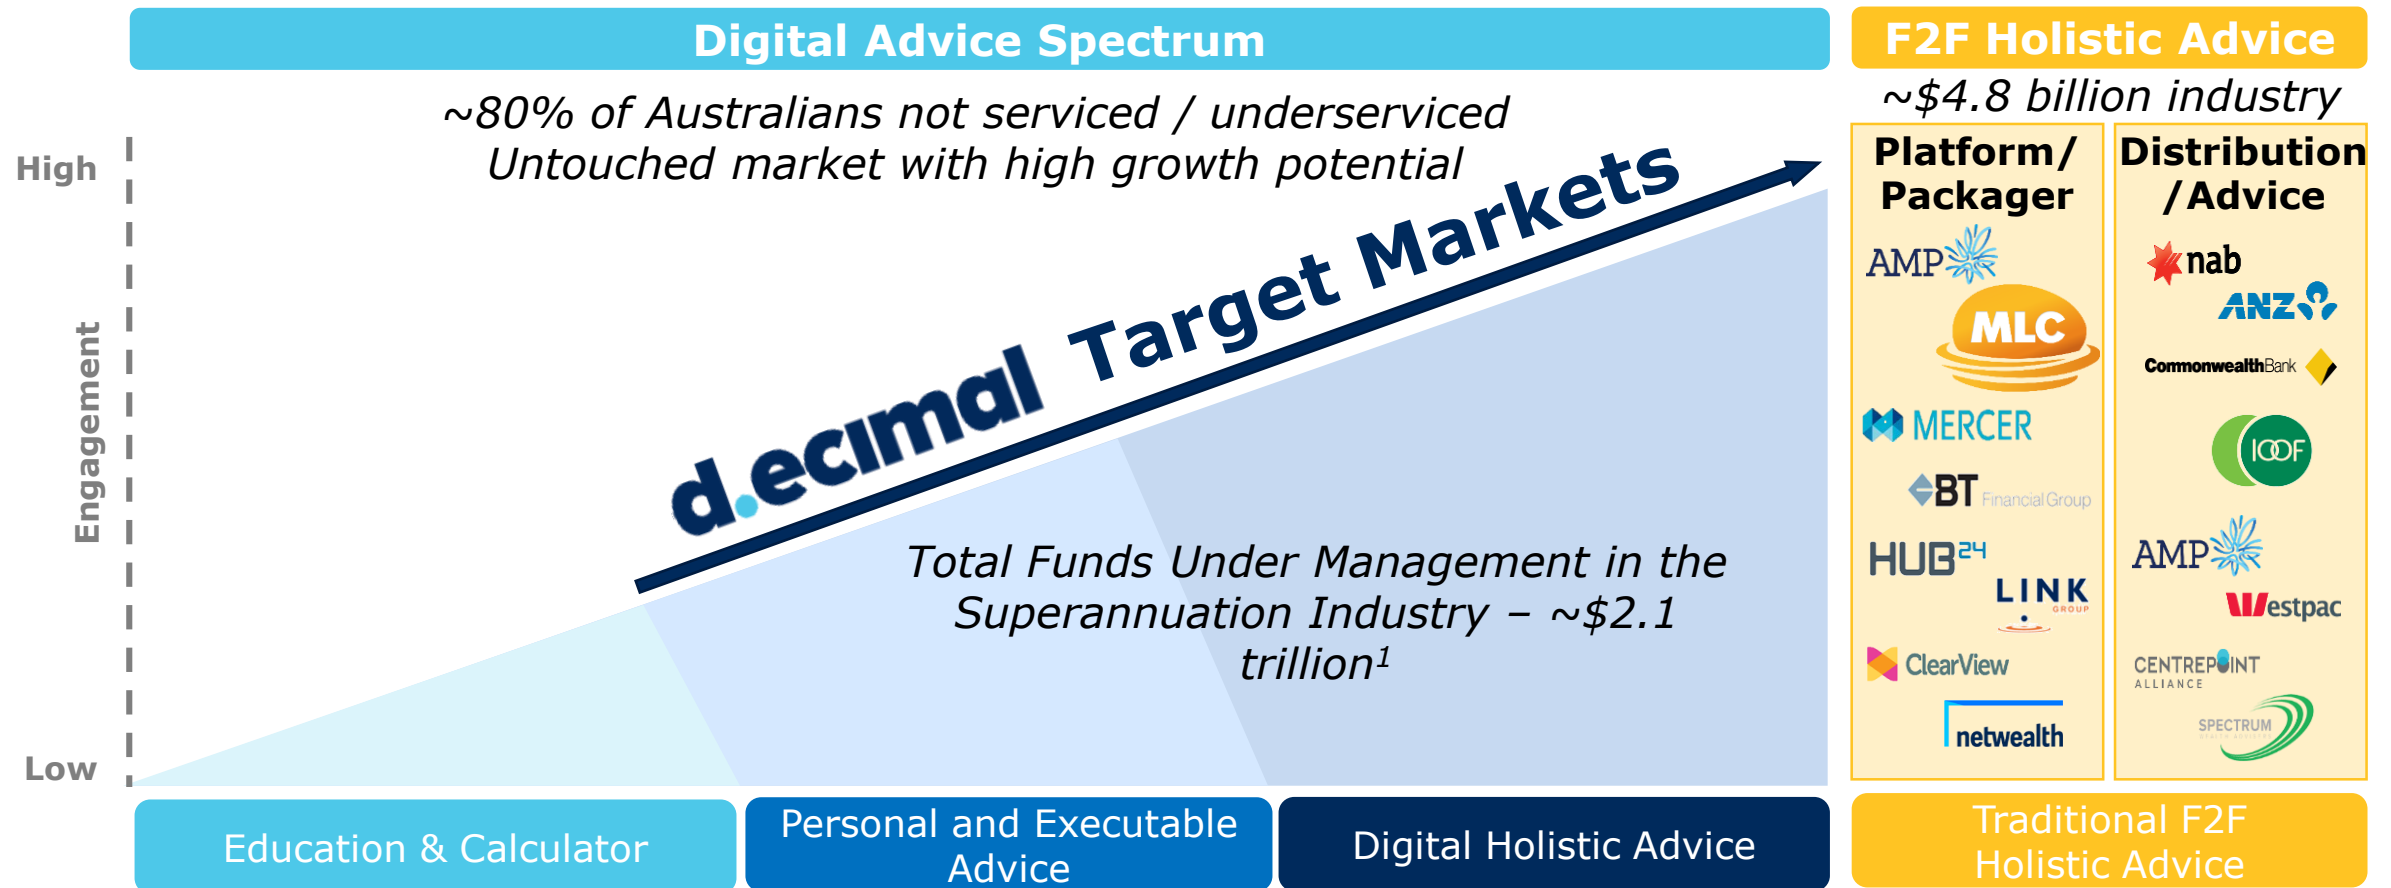 Digital Advice Spectrum
~80% of Australians not serviced / underserviced
Untouched market with high growth potential
High
Engagement
Low
d.ecimal Target Markets
Total Funds Under Management in the
Superannuation Industry – ~$2.1
trillion¹
Education & Calculator
Personal and Executable
Advice
Digital Holistic Advice
F2F Holistic Advice
~$4.8 billion industry
Platform/
Packager
AMP
MLC
MERCER
BT Financial Group
HUB24
LINK
GROUP
ClearView
netwealth
Distribution
/Advice
nab
ANZ
CommonwealthBank
IOOF
AMP
Westpac
CENTREPOINT
ALLIANCE
SPECTRUM
Traditional F2F
Holistic Advice